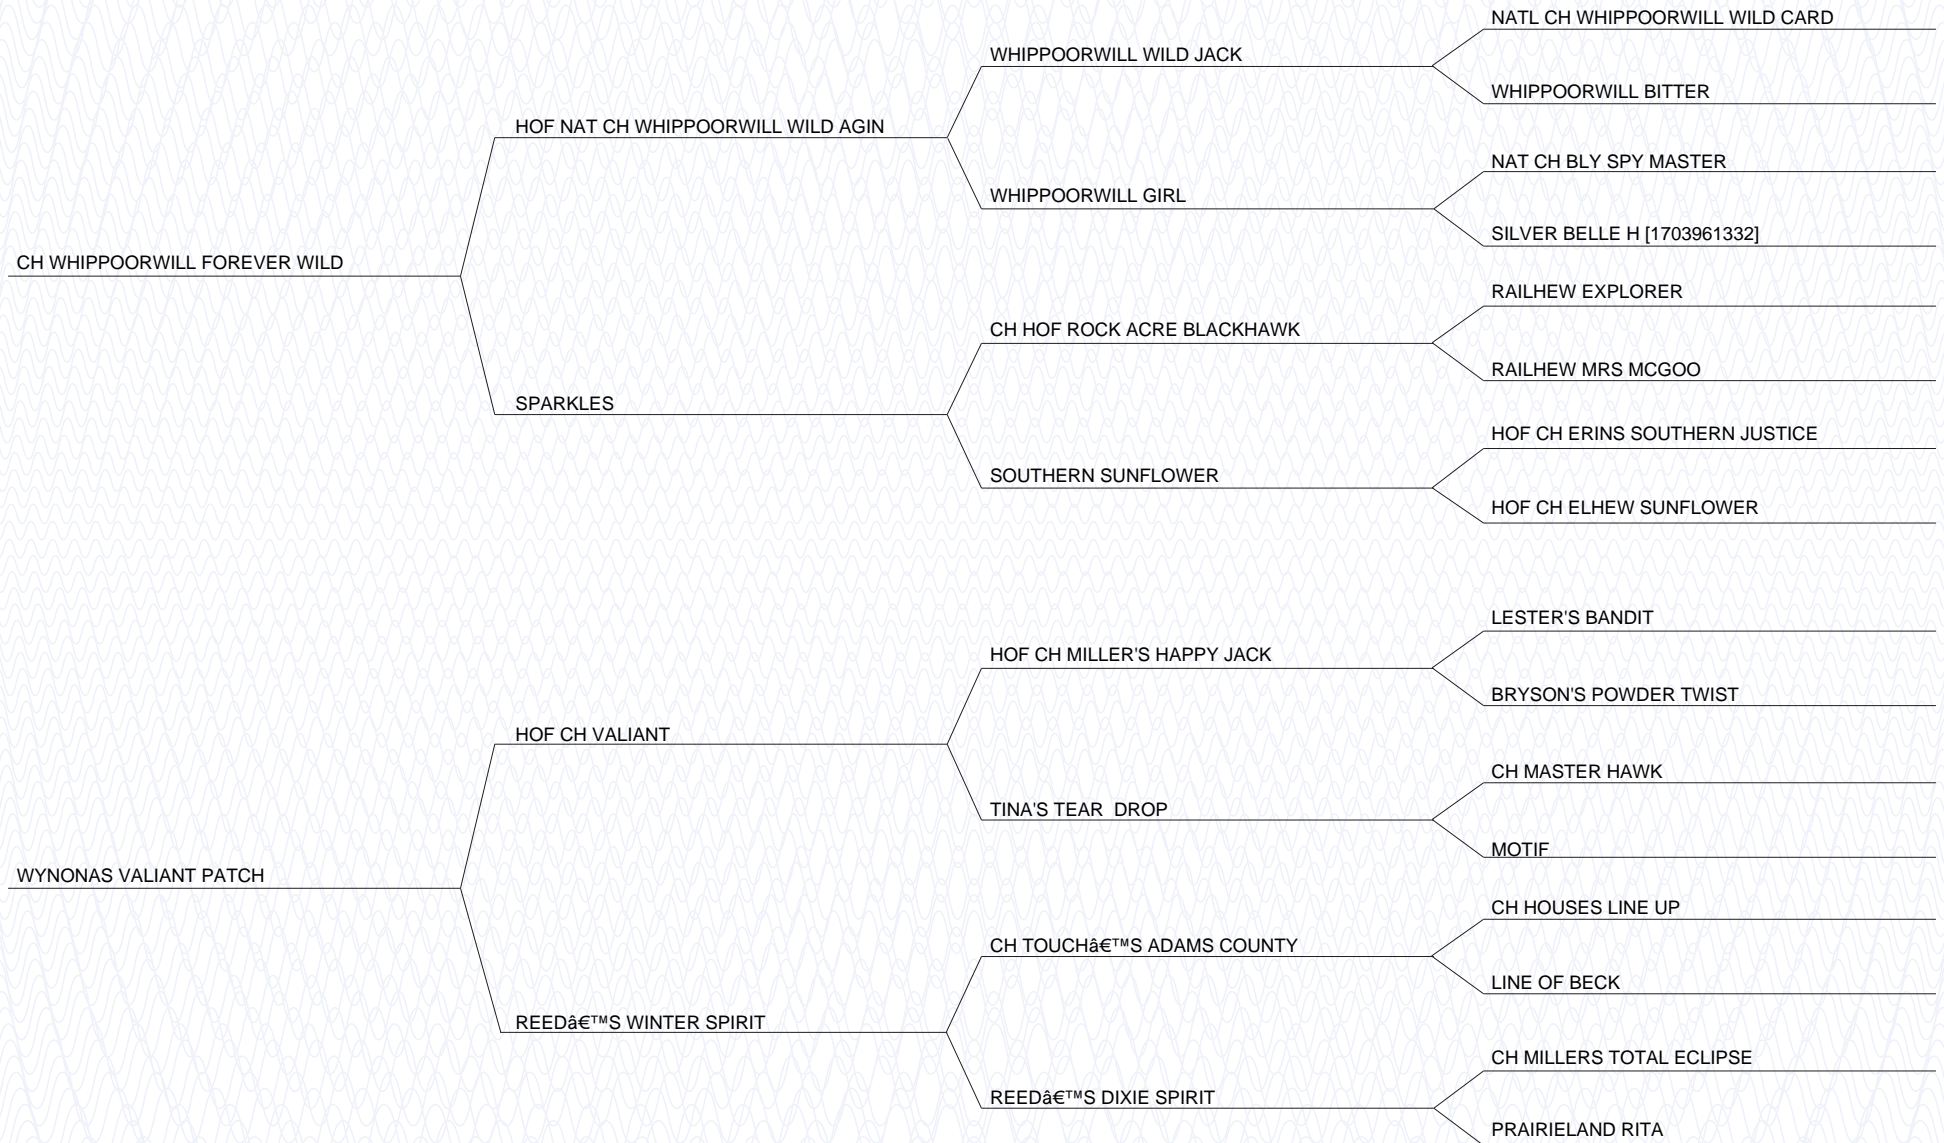 NATL CH WHIPPOORWILL WILD CARD
WHIPPOORWILL WILD JACK
WHIPPOORWILL BITTER
HOF NAT CH WHIPPOORWILL WILD AGIN
NAT CH BLY SPY MASTER
WHIPPOORWILL GIRL
SILVER BELLE H [1703961332]
CH WHIPPOORWILL FOREVER WILD
RAILHEW EXPLORER
CH HOF ROCK ACRE BLACKHAWK
RAILHEW MRS MCGOO
SPARKLES
HOF CH ERINS SOUTHERN JUSTICE
SOUTHERN SUNFLOWER
HOF CH ELHEW SUNFLOWER
LESTER'S BANDIT
HOF CH MILLER'S HAPPY JACK
BRYSON'S POWDER TWIST
HOF CH VALIANT
CH MASTER HAWK
TINA'S TEAR  DROP
MOTIF
WYNONAS VALIANT PATCH
CH HOUSES LINE UP
CH TOUCHâ€™S ADAMS COUNTY
LINE OF BECK
REEDâ€™S WINTER SPIRIT
CH MILLERS TOTAL ECLIPSE
REEDâ€™S DIXIE SPIRIT
PRAIRIELAND RITA